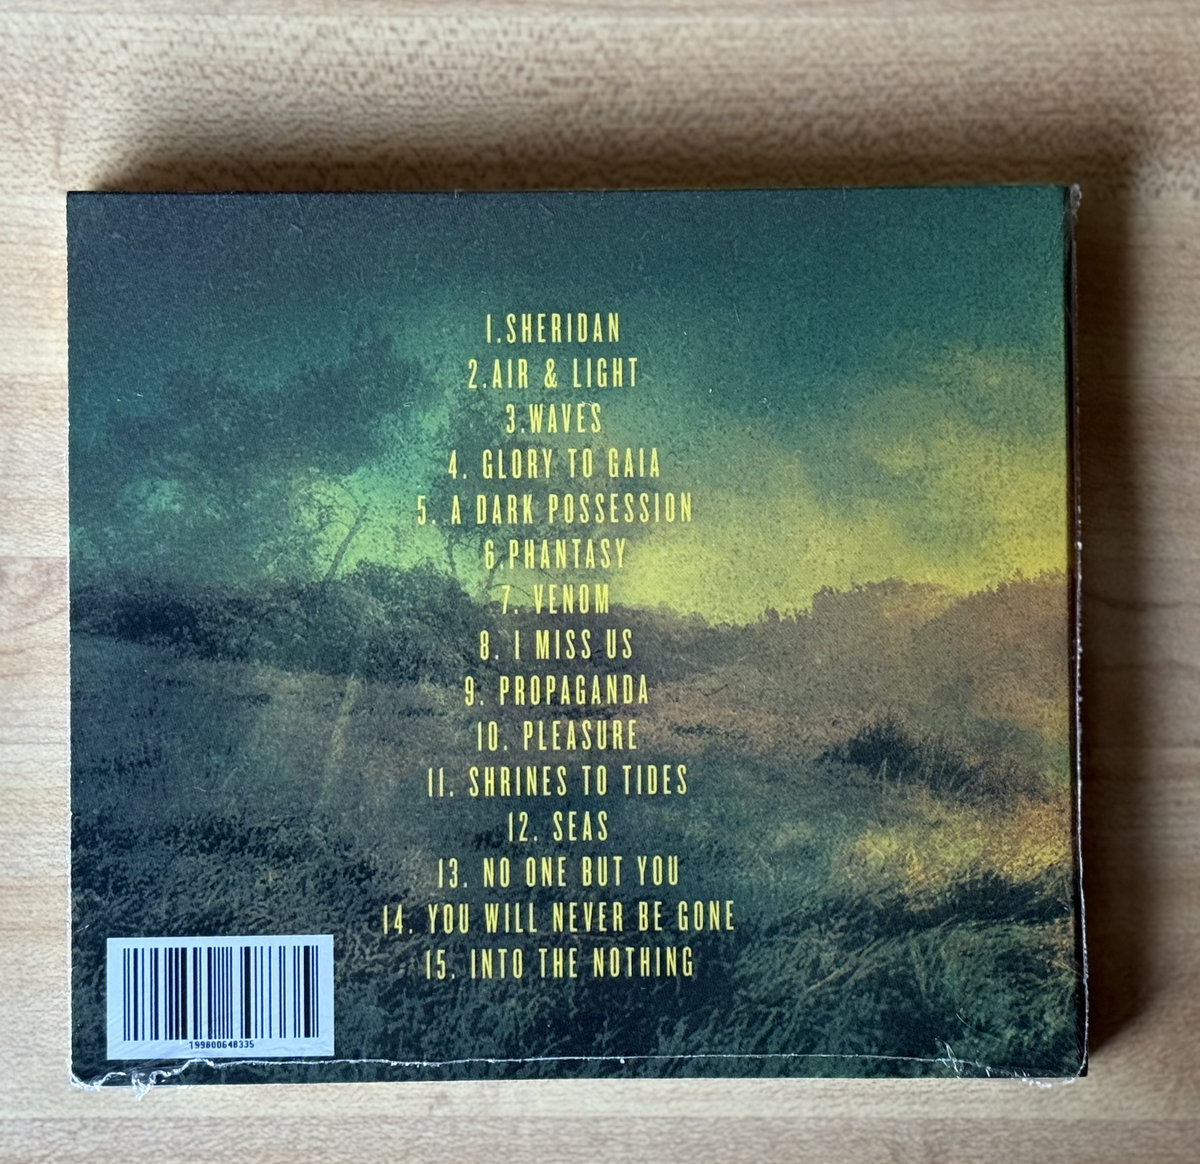 1.SHERIDAN
2.AIR & LIGHT
3.WAVES
4. GLORY TO GAIA
5. A DARK POSSESSION
6.PHANTASY
7. VENOM
8. I MISS US
9. PROPAGANDA
10. PLEASURE
11. SHRINES TO TIDES
12. SEAS
13. NO ONE BUT YOU
14. YOU WILL NEVER BE GONE
15. INTO THE NOTHING
199800648335